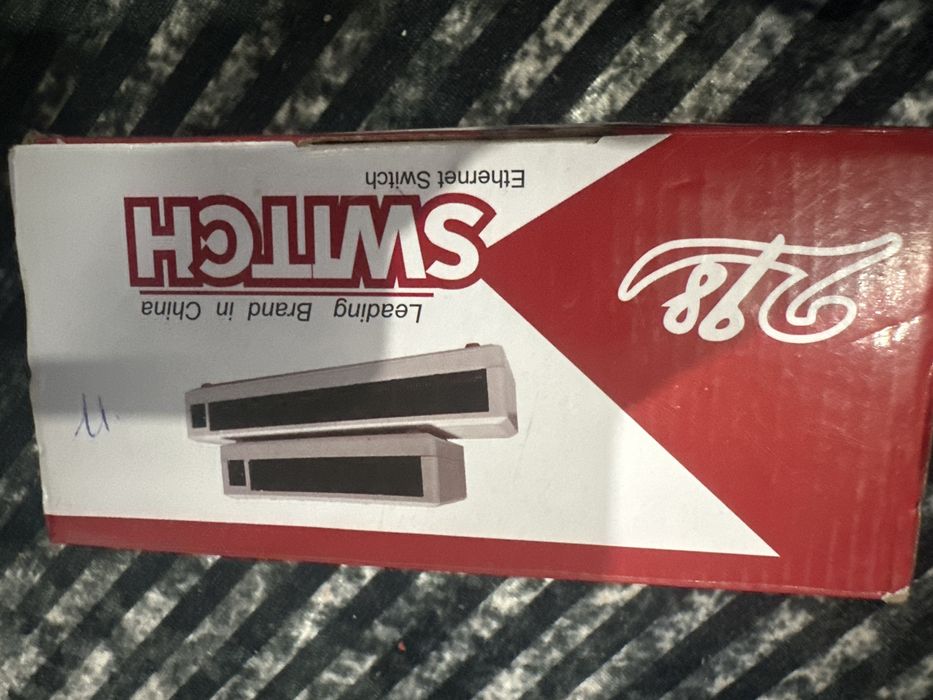 Leading Brand in China
SWITCH
Ethernet Switch